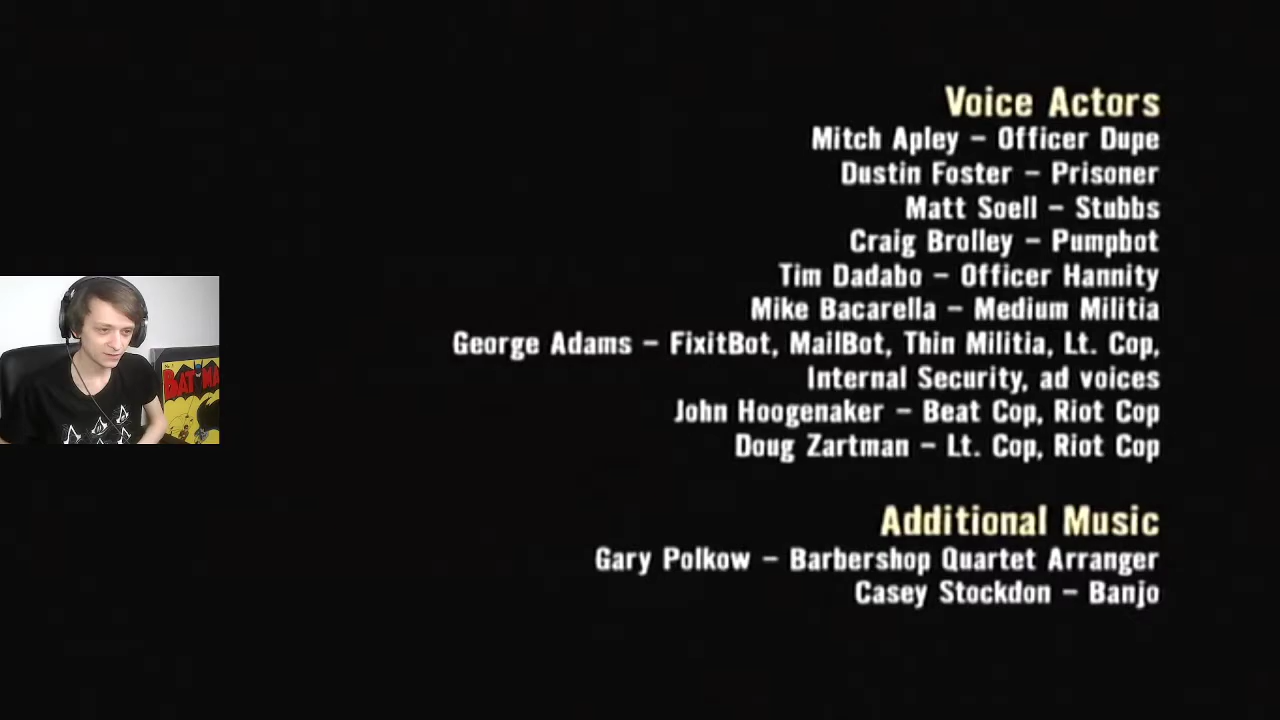 Voice Actors
Mitch Apley – Officer Dupe
Dustin Foster – Prisoner
Matt Soell – Stubbs
Craig Brolley – Pumpbot
Tim Dadabo – Officer Hannity
Mike Bacarella – Medium Militia
George Adams – FixitBot, MailBot, Thin Militia, Lt. Cop,
Internal Security, ad voices
John Hoogenaker – Beat Cop, Riot Cop
Doug Zartman – Lt. Cop, Riot Cop
BATMAN
Additional Music
Gary Polkow – Barbershop Quartet Arranger
Casey Stockdon – Banjo